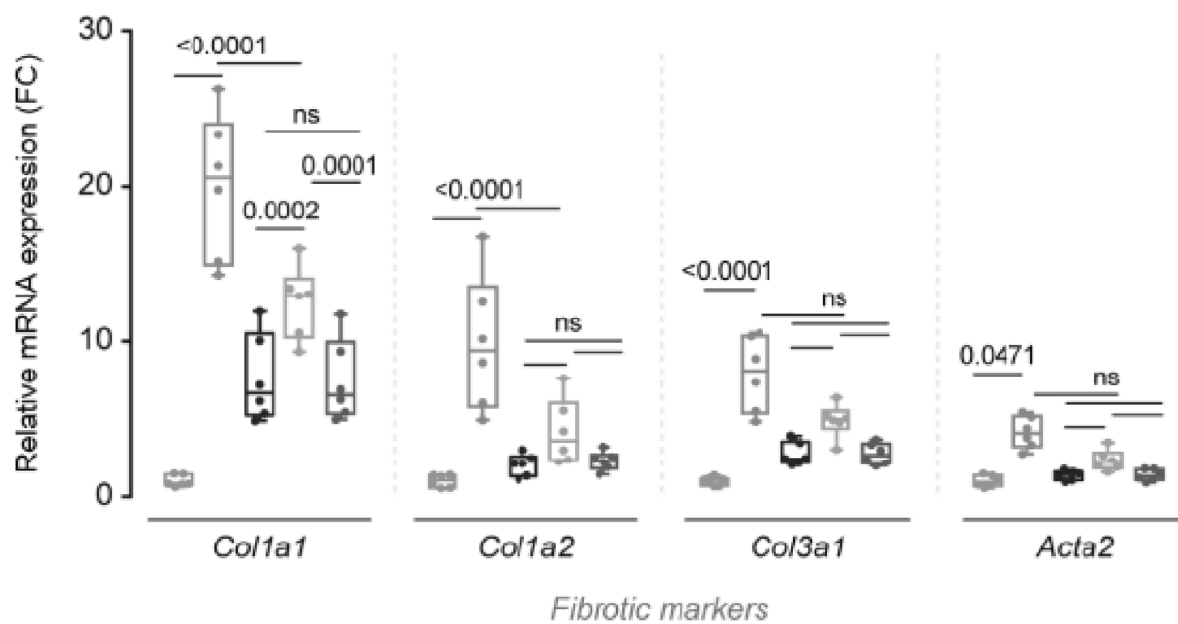 Relative mRNA expression (FC)
30
20
10
0
<0.0001
ns
0.0001
0.0002
<0.0001
ns
<0.0001
ns
0.0471
ns
Col1a1
Col1a2
Col3a1
Acta2
Fibrotic markers